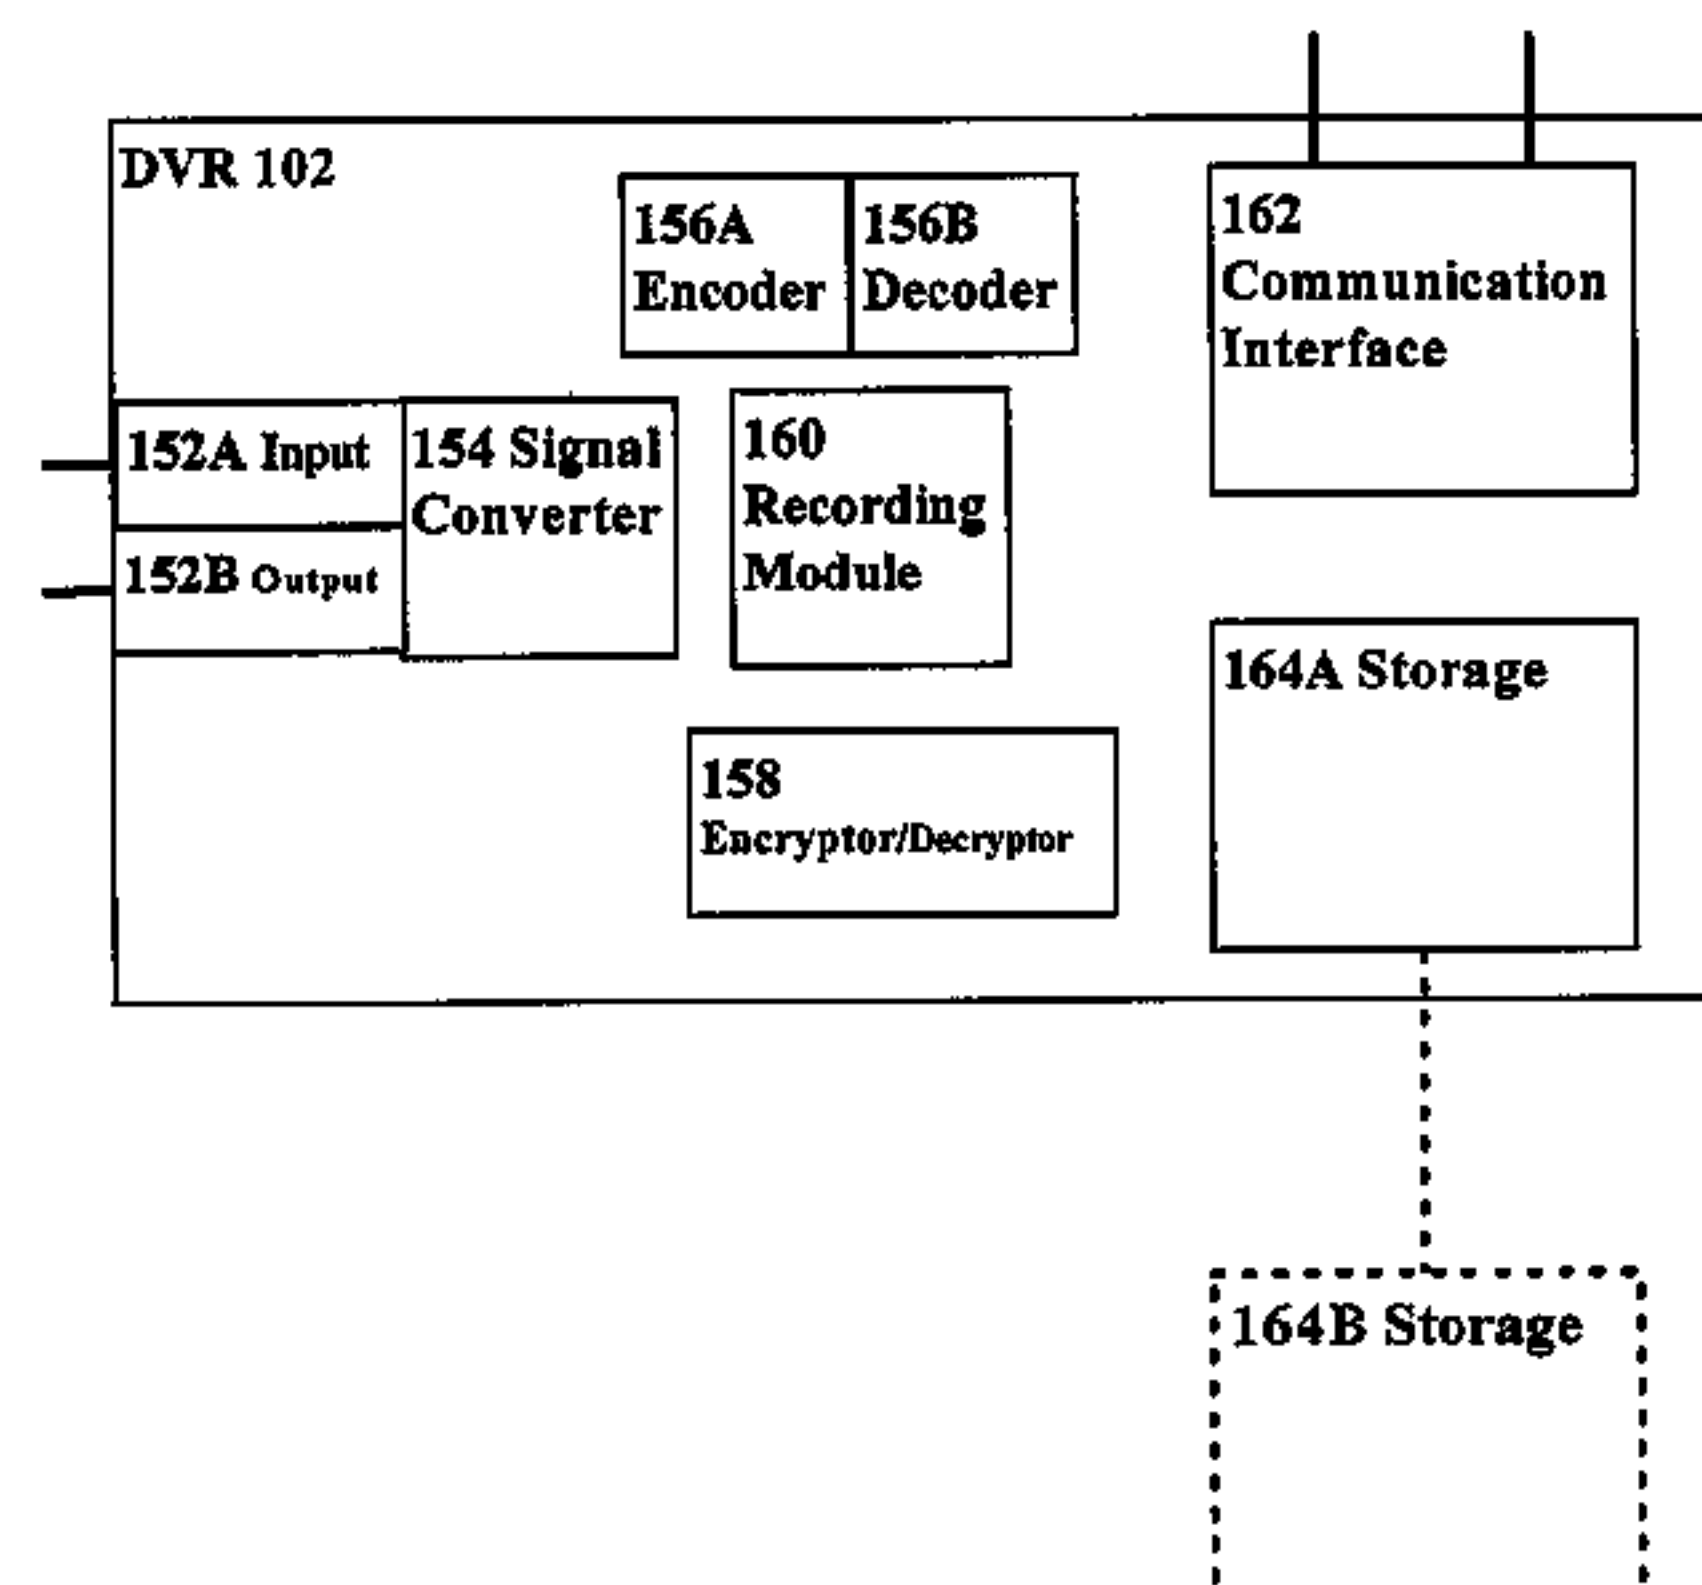 DVR 102
156A
Encoder
156B
Decoder
162
Communication
Interface
152A Input
152B Output
154 Signal
Converter
160
Recording
Module
164A Storage
158
Encryptor/Decryptor
164B Storage